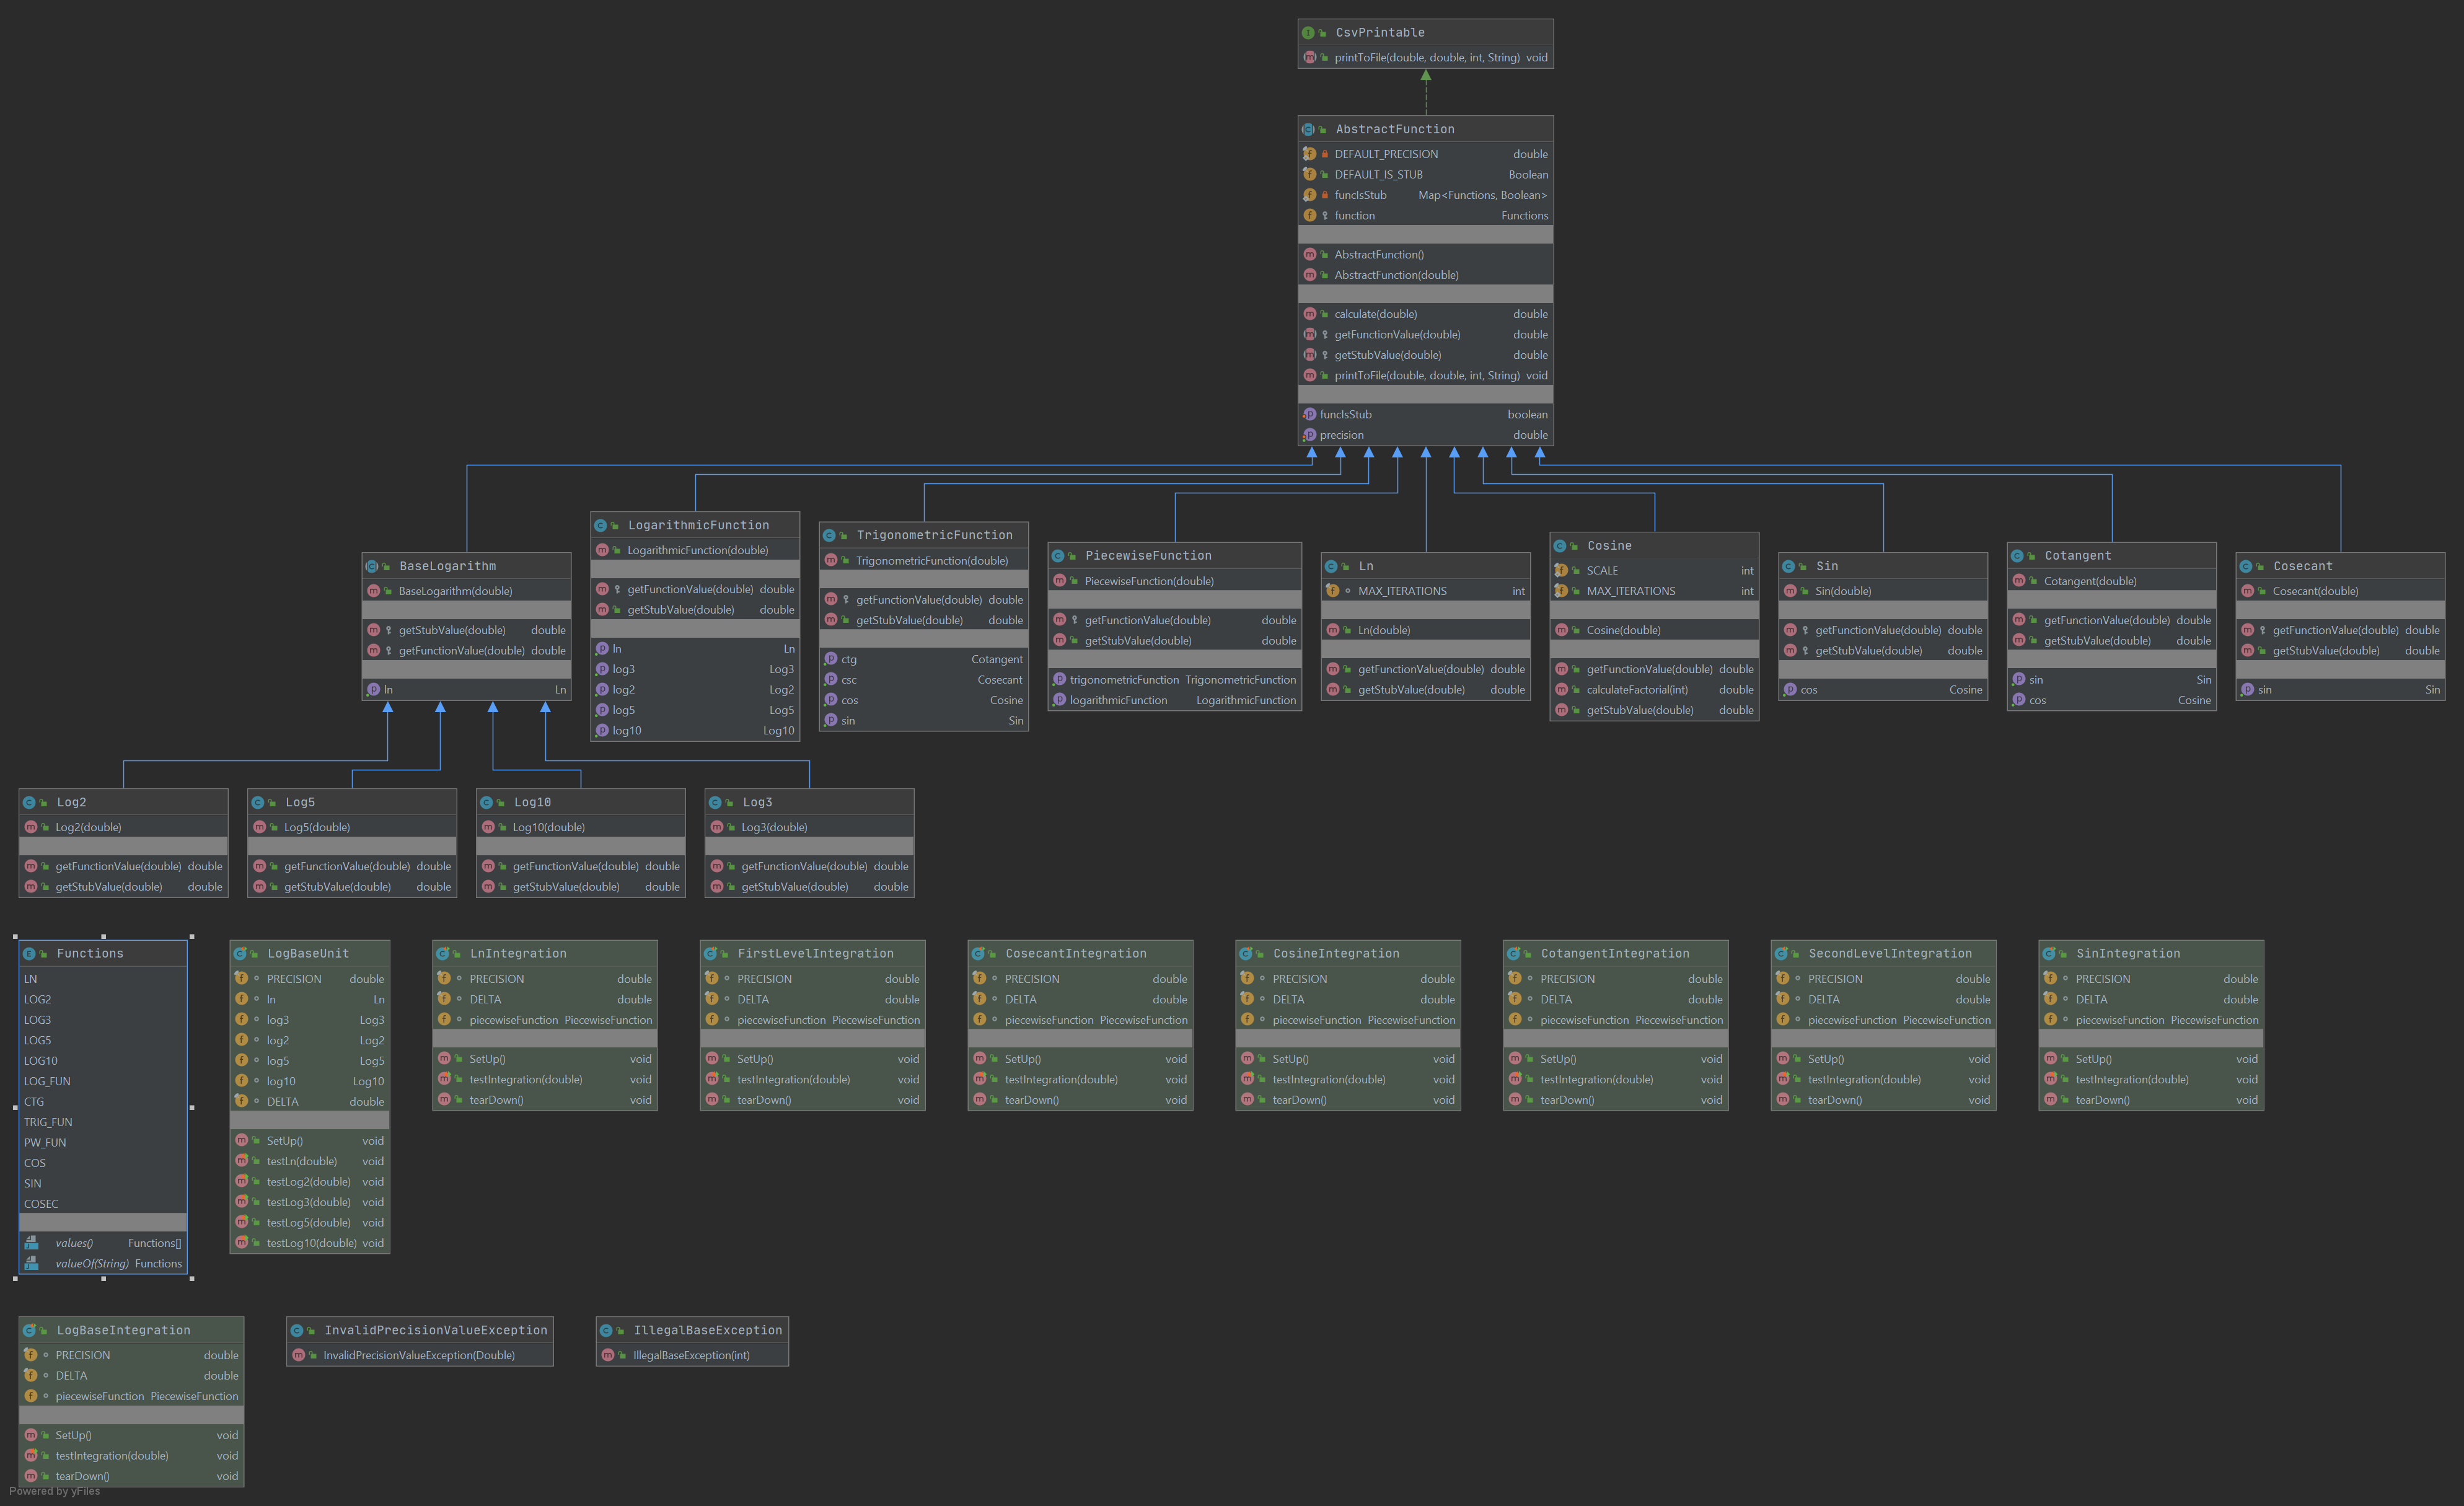 CsvPrintable
printToFile(double, double, int, String) void
AbstractFunction
DEFAULT_PRECISION double
DEFAULT_IS_STUB Boolean
funcIsStub Map<Functions, Boolean>
function Functions
AbstractFunction()
AbstractFunction(double)
calculate(double) double
getFunctionValue(double) double
getStubValue(double) double
printToFile(double, double, int, String) void
funcIsStub boolean
precision double
BaseLogarithm
BaseLogarithm(double)
getStubValue(double) double
getFunctionValue(double) double
ln Ln
LogarithmicFunction
LogarithmicFunction(double)
getFunctionValue(double) double
getStubValue(double) double
ln Ln
log3 Log3
log2 Log2
log5 Log5
log10 Log10
TrigonometricFunction
TrigonometricFunction(double)
getFunctionValue(double) double
getStubValue(double) double
ctg Cotangent
csc Cosecant
cos Cosine
sin Sin
PiecewiseFunction
PiecewiseFunction(double)
getFunctionValue(double) double
getStubValue(double) double
trigonometricFunction TrigonometricFunction
logarithmicFunction LogarithmicFunction
Ln
MAX_ITERATIONS int
Ln(double)
getFunctionValue(double) double
getStubValue(double) double
Cosine
SCALE int
MAX_ITERATIONS int
Cosine(double)
getFunctionValue(double) double
calculateFactorial(int) double
getStubValue(double) double
Sin
Sin(double)
getFunctionValue(double) double
getStubValue(double) double
cos Cosine
Cotangent
Cotangent(double)
getFunctionValue(double) double
getStubValue(double) double
sin Sin
cos Cosine
Cosecant
Cosecant(double)
getFunctionValue(double) double
getStubValue(double) double
sin Sin
Log2
Log2(double)
getFunctionValue(double) double
getStubValue(double) double
Log5
Log5(double)
getFunctionValue(double) double
getStubValue(double) double
Log10
Log10(double)
getFunctionValue(double) double
getStubValue(double) double
Log3
Log3(double)
getFunctionValue(double) double
getStubValue(double) double
Functions
LN
LOG2
LOG3
LOG5
LOG10
LOG_FUN
CTG
TRIG_FUN
PW_FUN
COS
SIN
COSEC
values() Functions[]
valueOf(String) Functions
LogBaseUnit
PRECISION double
ln Ln
log3 Log3
log2 Log2
log5 Log5
log10 Log10
DELTA double
SetUp() void
testLn(double) void
testLog2(double) void
testLog3(double) void
testLog5(double) void
testLog10(double) void
LnIntegration
PRECISION double
DELTA double
piecewiseFunction PiecewiseFunction
SetUp() void
testIntegration(double) void
tearDown() void
FirstLevelIntegration
PRECISION double
DELTA double
piecewiseFunction PiecewiseFunction
SetUp() void
testIntegration(double) void
tearDown() void
CosecantIntegration
PRECISION double
DELTA double
piecewiseFunction PiecewiseFunction
SetUp() void
testIntegration(double) void
tearDown() void
CosineIntegration
PRECISION double
DELTA double
piecewiseFunction PiecewiseFunction
SetUp() void
testIntegration(double) void
tearDown() void
CotangentIntegration
PRECISION double
DELTA double
piecewiseFunction PiecewiseFunction
SetUp() void
testIntegration(double) void
tearDown() void
SecondLevelIntegration
PRECISION double
DELTA double
piecewiseFunction PiecewiseFunction
SetUp() void
testIntegration(double) void
tearDown() void
SinIntegration
PRECISION double
DELTA double
piecewiseFunction PiecewiseFunction
SetUp() void
testIntegration(double) void
tearDown() void
LogBaseIntegration
PRECISION double
DELTA double
piecewiseFunction PiecewiseFunction
SetUp() void
testIntegration(double) void
tearDown() void
InvalidPrecisionValueException
InvalidPrecisionValueException(Double)
IllegalBaseException
IllegalBaseException(int)
Powered by yFiles